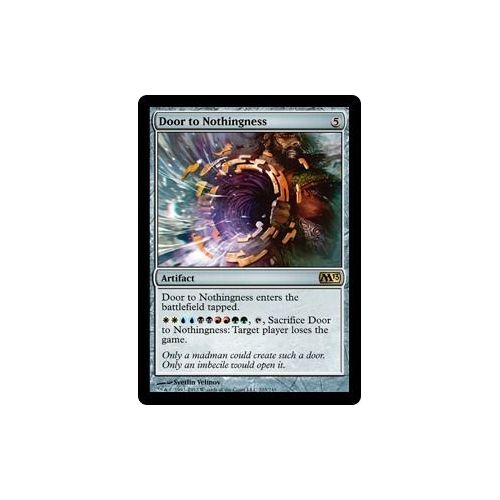 Door to Nothingness 5
Artifact M13
Door to Nothingness enters the
battlefield tapped.
, , Sacrifice Door
to Nothingness: Target player loses the
game.
Only a madman could create such a door.
Only an imbecile would open it.
Svetlin Velinov